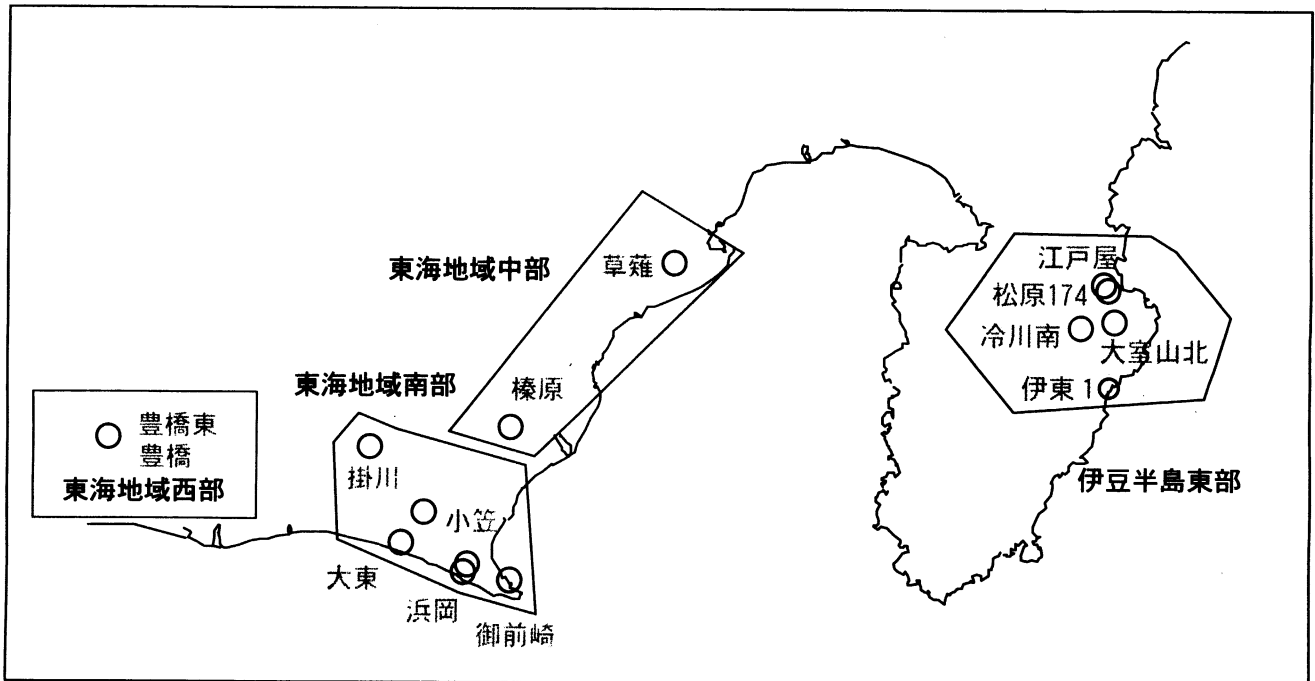 東海地域中部
草薙
東海地域南部
榛原
豊橋東
豊橋
東海地域西部
掛川
小笠
大東
浜岡
御前崎
江戸屋
松原174
冷川南
大室山北
伊東1
伊豆半島東部